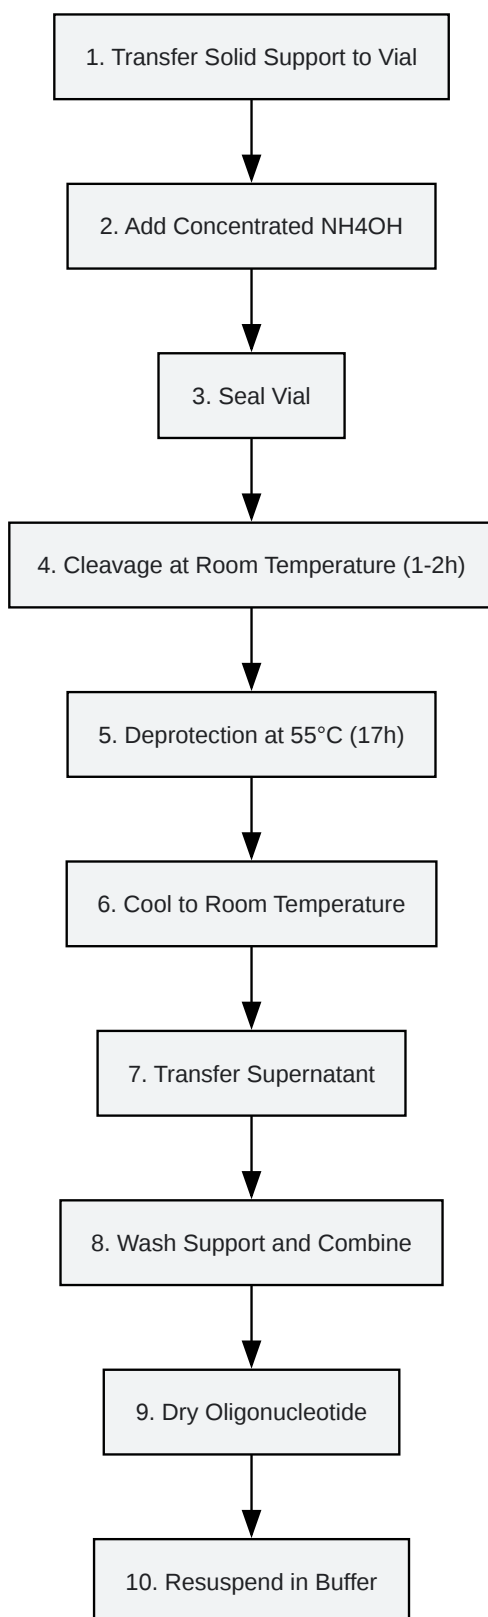 1. Transfer Solid Support to Vial
2. Add Concentrated NH4OH
3. Seal Vial
4. Cleavage at Room Temperature (1-2h)
5. Deprotection at 55°C (17h)
6. Cool to Room Temperature
7. Transfer Supernatant
8. Wash Support and Combine
9. Dry Oligonucleotide
10. Resuspend in Buffer